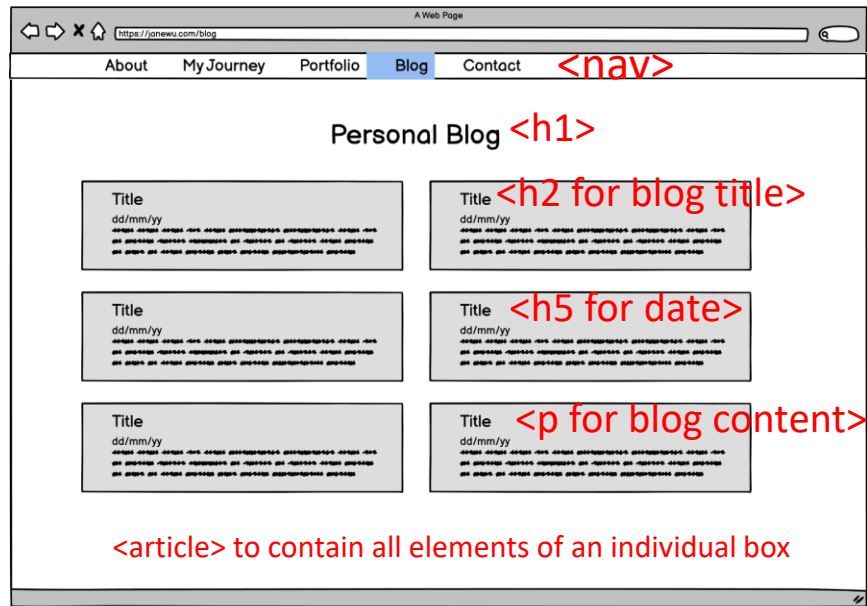 A Web Page
https://janewu.com/blog
About My Journey Portfolio Blog Contact <nav>
Personal Blog <h1>
Title
dd/mm/yy
Title <h2 for blog title>
dd/mm/yy
Title
dd/mm/yy
Title <h5 for date>
dd/mm/yy
Title
dd/mm/yy
Title <p for blog content>
dd/mm/yy
<article> to contain all elements of an individual box